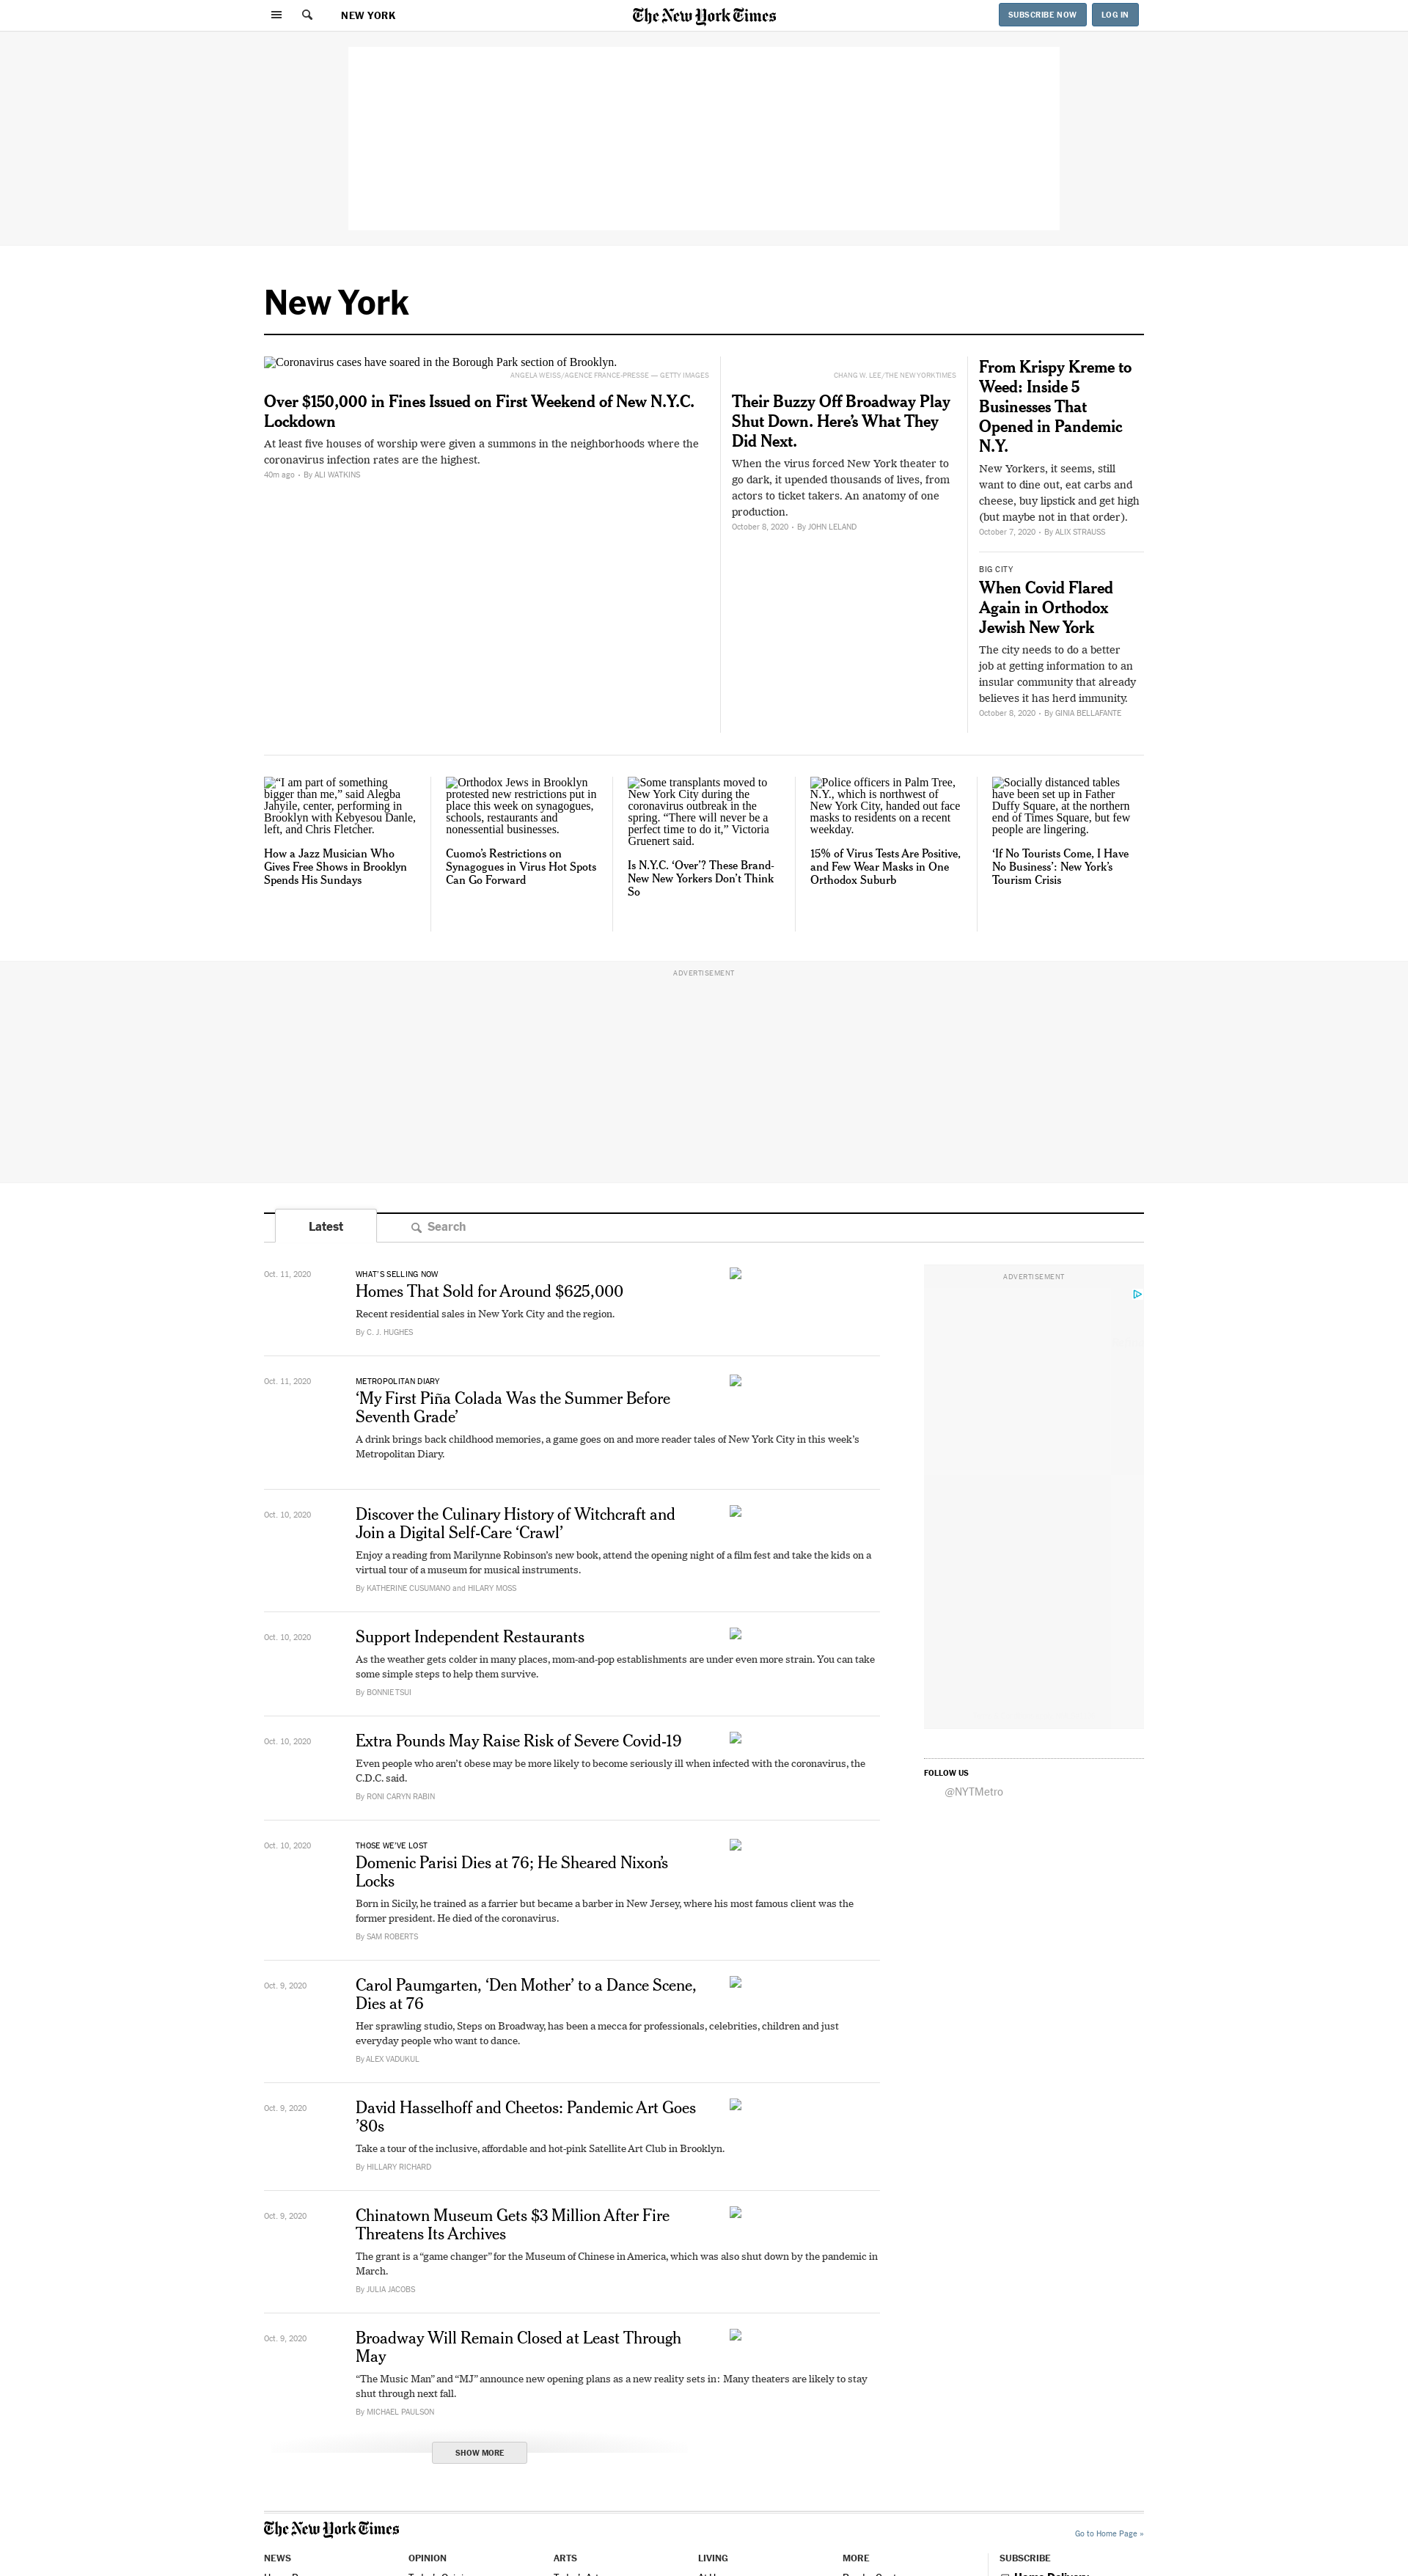 NEW YORK
The New York Times
SUBSCRIBE NOW
LOG IN
New York
Coronavirus cases have soared in the Borough Park section of Brooklyn.
ANGELA WEISS/AGENCE FRANCE-PRESSE — GETTY IMAGES
Over $150,000 in Fines Issued on First Weekend of New N.Y.C.
Lockdown
At least five houses of worship were given a summons in the neighborhoods where the
coronavirus infection rates are the highest.
40m ago • By ALI WATKINS
CHANG W. LEE/THE NEW YORK TIMES
Their Buzzy Off Broadway Play
Shut Down. Here’s What They
Did Next.
When the virus forced New York theater to
go dark, it upended thousands of lives, from
actors to ticket takers. An anatomy of one
production.
October 8, 2020 • By JOHN LELAND
From Krispy Kreme to
Weed: Inside 5
Businesses That
Opened in Pandemic
N.Y.
New Yorkers, it seems, still
want to dine out, eat carbs and
cheese, buy lipstick and get high
(but maybe not in that order).
October 7, 2020 • By ALIX STRAUSS
BIG CITY
When Covid Flared
Again in Orthodox
Jewish New York
The city needs to do a better
job at getting information to an
insular community that already
believes it has herd immunity.
October 8, 2020 • By GINIA BELLAFANTE
“I am part of something
bigger than me,” said Alegba
Jahyile, center, performing in
Brooklyn with Kebyesou Danle,
left, and Chris Fletcher.
How a Jazz Musician Who
Gives Free Shows in Brooklyn
Spends His Sundays
Orthodox Jews in Brooklyn
protested new restrictions put in
place this week on synagogues,
schools, restaurants and
nonessential businesses.
Cuomo’s Restrictions on
Synagogues in Virus Hot Spots
Can Go Forward
Some transplants moved to
New York City during the
coronavirus outbreak in the
spring. “There will never be a
perfect time to do it,” Victoria
Gruenert said.
Is N.Y.C. ‘Over’? These Brand-
New New Yorkers Don’t Think
So
Police officers in Palm Tree,
N.Y., which is northwest of
New York City, handed out face
masks to residents on a recent
weekday.
15% of Virus Tests Are Positive,
and Few Wear Masks in One
Orthodox Suburb
Socially distanced tables
have been set up in Father
Duffy Square, at the northern
end of Times Square, but few
people are lingering.
‘If No Tourists Come, I Have
No Business’: New York’s
Tourism Crisis
ADVERTISEMENT
Latest
Search
Oct. 11, 2020
WHAT’S SELLING NOW
Homes That Sold for Around $625,000
Recent residential sales in New York City and the region.
By C. J. HUGHES
Oct. 11, 2020
METROPOLITAN DIARY
‘My First Piña Colada Was the Summer Before
Seventh Grade’
A drink brings back childhood memories, a game goes on and more reader tales of New York City in this week’s
Metropolitan Diary.
Oct. 10, 2020
Discover the Culinary History of Witchcraft and
Join a Digital Self-Care ‘Crawl’
Enjoy a reading from Marilynne Robinson’s new book, attend the opening night of a film fest and take the kids on a
virtual tour of a museum for musical instruments.
By KATHERINE CUSUMANO and HILARY MOSS
Oct. 10, 2020
Support Independent Restaurants
As the weather gets colder in many places, mom-and-pop establishments are under even more strain. You can take
some simple steps to help them survive.
By BONNIE TSUI
Oct. 10, 2020
Extra Pounds May Raise Risk of Severe Covid-19
Even people who aren’t obese may be more likely to become seriously ill when infected with the coronavirus, the
C.D.C. said.
By RONI CARYN RABIN
Oct. 10, 2020
THOSE WE’VE LOST
Domenic Parisi Dies at 76; He Sheared Nixon’s
Locks
Born in Sicily, he trained as a farrier but became a barber in New Jersey, where his most famous client was the
former president. He died of the coronavirus.
By SAM ROBERTS
Oct. 9, 2020
Carol Paumgarten, ‘Den Mother’ to a Dance Scene,
Dies at 76
Her sprawling studio, Steps on Broadway, has been a mecca for professionals, celebrities, children and just
everyday people who want to dance.
By ALEX VADUKUL
Oct. 9, 2020
David Hasselhoff and Cheetos: Pandemic Art Goes
’80s
Take a tour of the inclusive, affordable and hot-pink Satellite Art Club in Brooklyn.
By HILLARY RICHARD
Oct. 9, 2020
Chinatown Museum Gets $3 Million After Fire
Threatens Its Archives
The grant is a “game changer” for the Museum of Chinese in America, which was also shut down by the pandemic in
March.
By JULIA JACOBS
Oct. 9, 2020
Broadway Will Remain Closed at Least Through
May
“The Music Man” and “MJ” announce new opening plans as a new reality sets in: Many theaters are likely to stay
shut through next fall.
By MICHAEL PAULSON
SHOW MORE
ADVERTISEMENT
FOLLOW US
@NYTMetro
The New York Times
Go to Home Page »
NEWS
OPINION
ARTS
LIVING
MORE
SUBSCRIBE